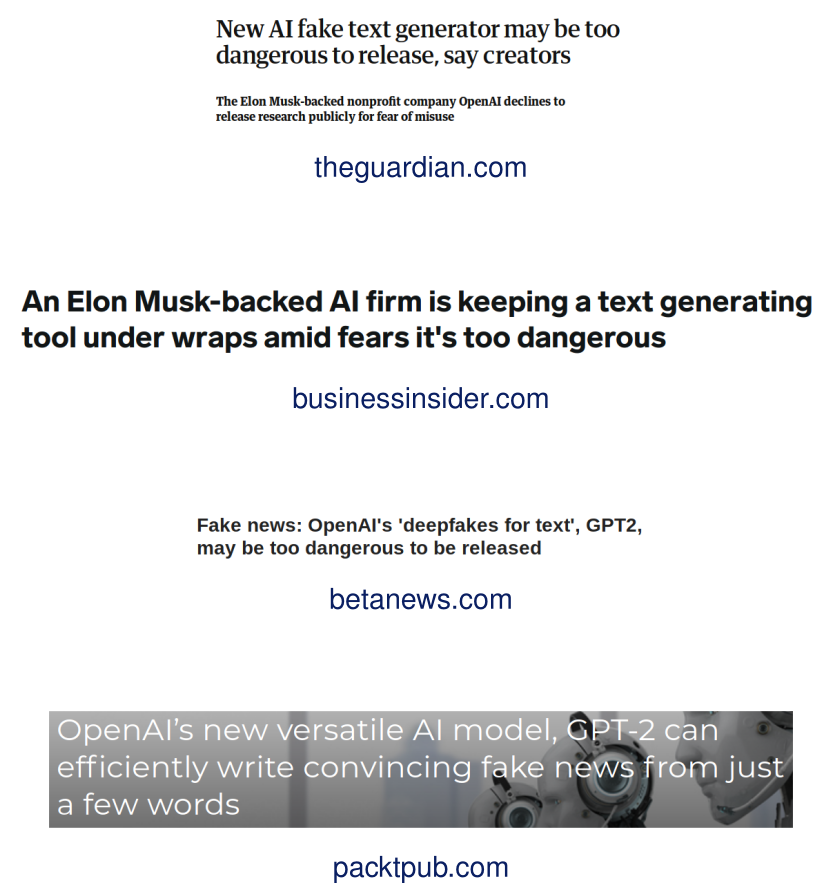 New AI fake text generator may be too
dangerous to release, say creators
The Elon Musk-backed nonprofit company OpenAI declines to
release research publicly for fear of misuse
theguardian.com
An Elon Musk-backed AI firm is keeping a text generating
tool under wraps amid fears it's too dangerous
businessinsider.com
Fake news: OpenAI's 'deepfakes for text', GPT2,
may be too dangerous to be released
betanews.com
OpenAI’s new versatile AI model, GPT-2 can
efficiently write convincing fake news from just
a few words
packtpub.com